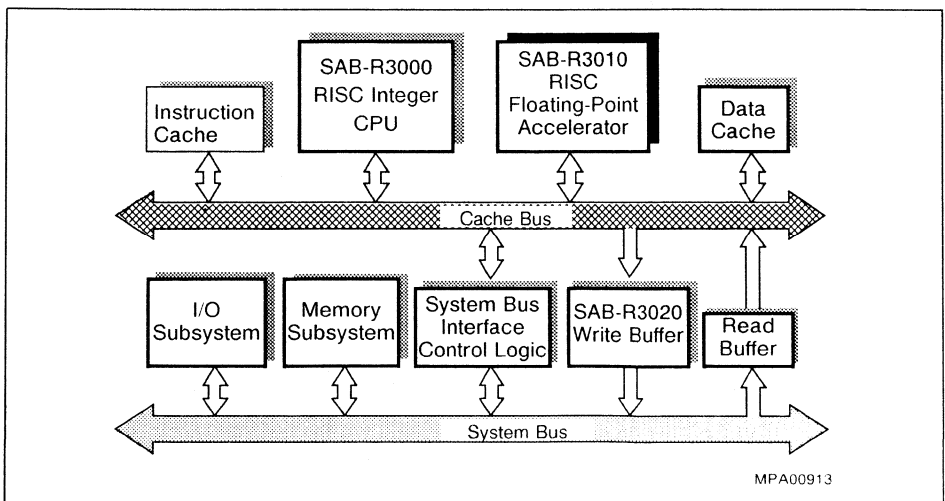 Instruction
Cache
SAB-R3000
RISC Integer
CPU
SAB-R3010
RISC
Floating-Point
Accelerator
Data
Cache
Cache Bus
I/O
Subsystem
Memory
Subsystem
System Bus
Interface
Control Logic
SAB-R3020
Write Buffer
Read
Buffer
System Bus
MPA00913